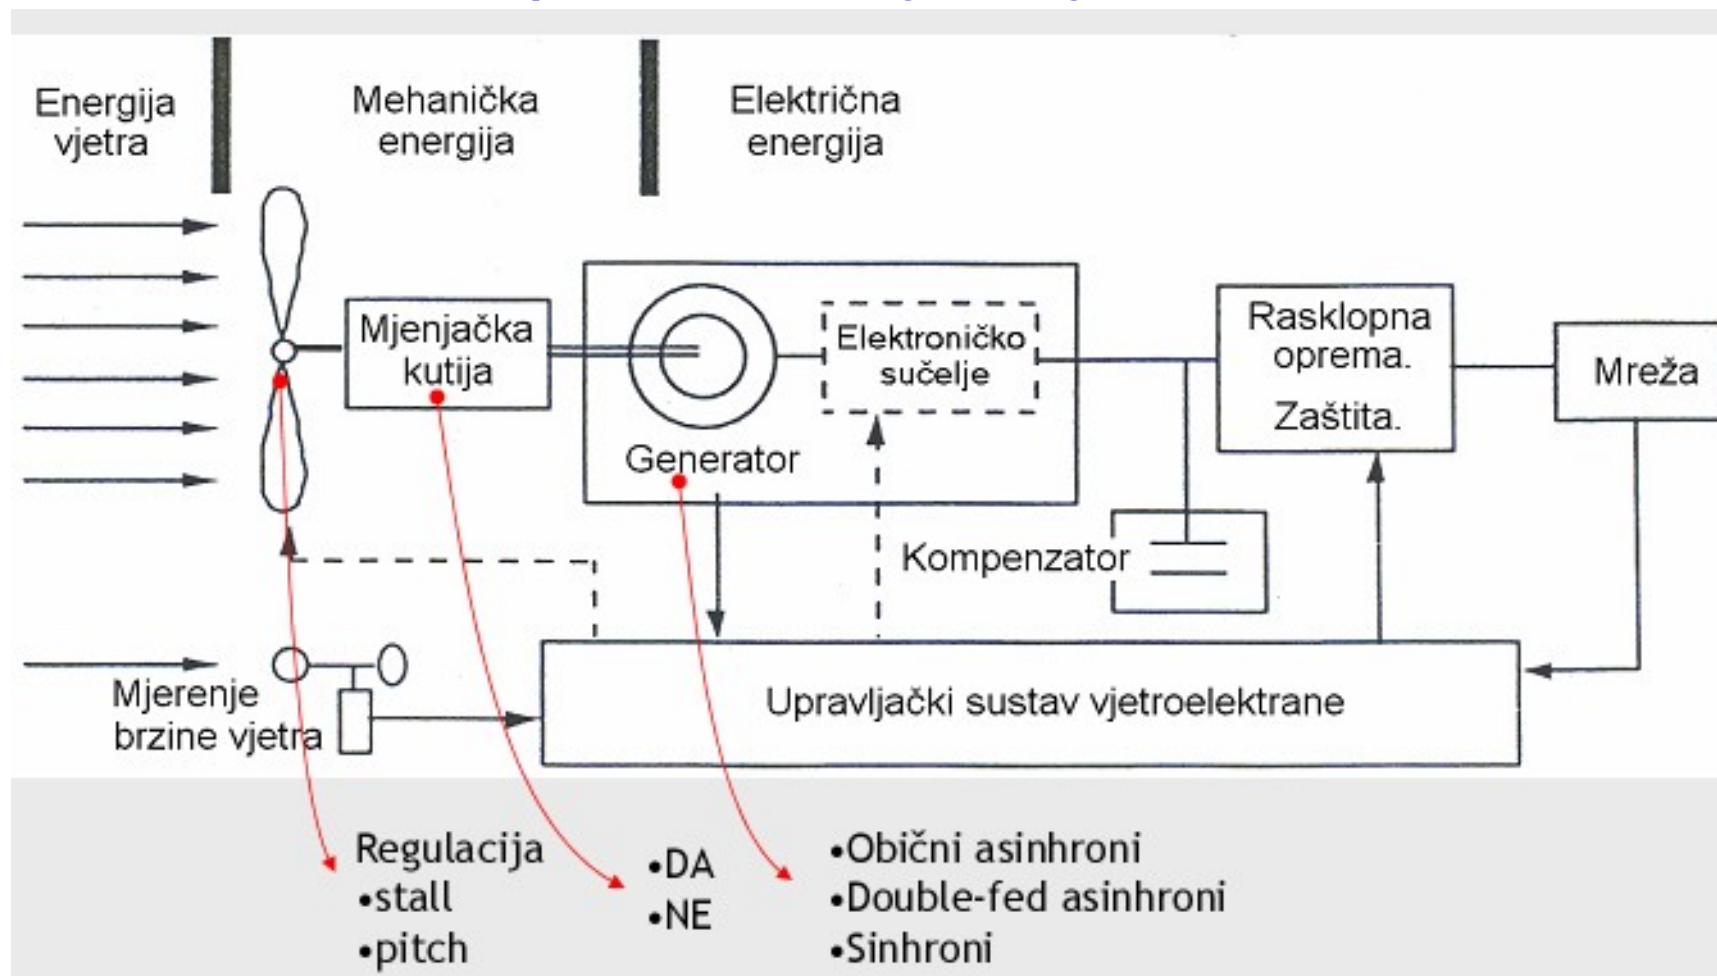 Energija
vjetra
Mehanička
energija
Električna
energija
Mjenjačka
kutija
Elektroničko
sučelje
Generator
Rasklopna
oprema.
Zaštita.
Mreža
Kompenzator
Mjerenje
brzine vjetra
Upravljački sustav vjetroelektrane
Regulacija
•stall
•pitch
•DA
•NE
•Obični asinhroni
•Double-fed asinhroni
•Sinhroni